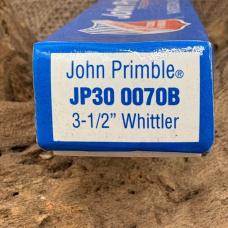 John Primble®
JP30 0070B
3-1/2” Whittler